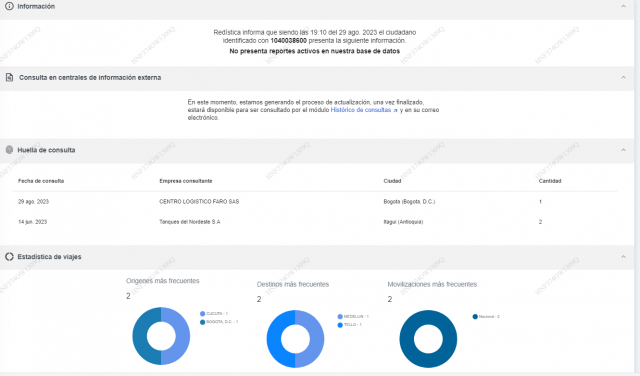 Información
Redística informa que siendo las 19:10 del 29 ago. 2023 el ciudadano
identificado con 1040038600 presenta la siguiente información.
No presenta reportes activos en nuestra base de datos
Consulta en centrales de información externa
En este momento, estamos generando el proceso de actualización, una vez finalizado,
estará disponible para ser consultado por el módulo Histórico de consultas y en su correo
electrónico.
Huella de consulta
Fecha de consulta Empresa consultante Ciudad Cantidad
29 ago. 2023 CENTRO LOGISTICO FARO SAS Bogota (Bogota, D.C.) 1
14 jun. 2023 Tanques del Nordeste S.A Itagui (Antioquia) 2
Estadística de viajes
Orígenes más frecuentes Destinos más frecuentes Movilizaciones más frecuentes
2 2 2
CUCUTA : 1 MEDELLIN : 1 Nacional : 2
BOGOTA, D.C. : 1 TELLO : 1